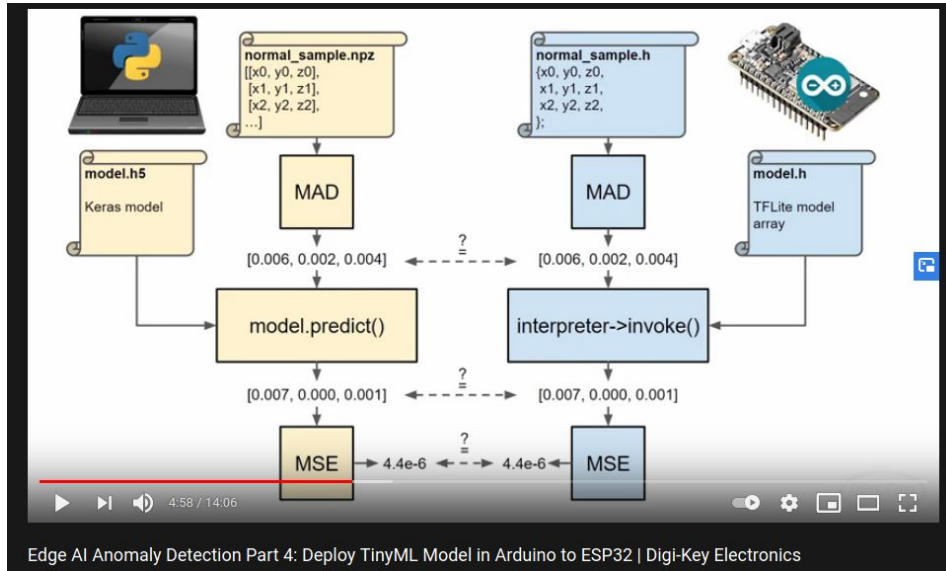 normal_sample.npz
[[x0, y0, z0],
[x1, y1, z1],
[x2, y2, z2],
...]
normal_sample.h
{x0, y0, z0,
x1, y1, z1,
x2, y2, z2,
};
model.h5
Keras model
MAD
MAD
model.h
TFLite model
array
[0.006, 0.002, 0.004]
?
=
[0.006, 0.002, 0.004]
model.predict()
interpreter->invoke()
[0.007, 0.000, 0.001]
?
=
[0.007, 0.000, 0.001]
MSE
4.4e-6
?
=
4.4e-6
MSE
4:58 / 14:06
Edge AI Anomaly Detection Part 4: Deploy TinyML Model in Arduino to ESP32 | Digi-Key Electronics